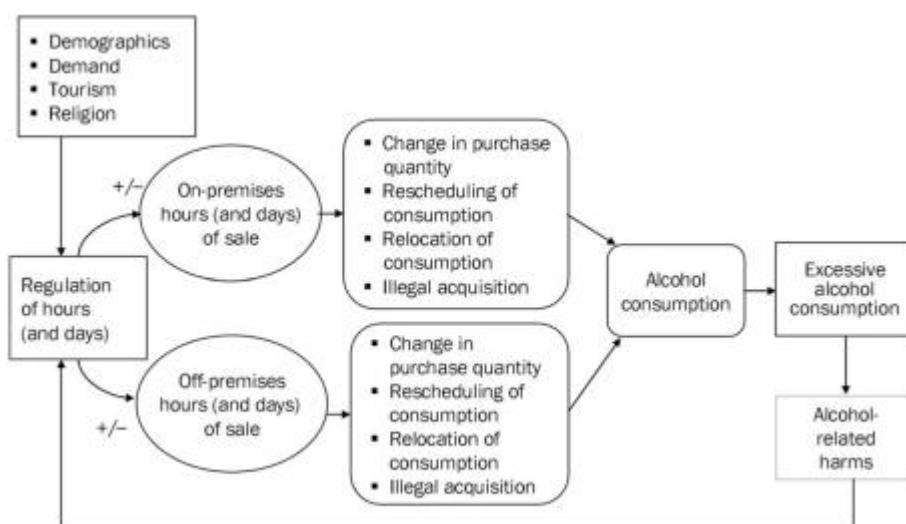 ▪ Demographics
▪ Demand
▪ Tourism
▪ Religion
+/–
On-premises
hours (and days)
of sale
▪ Change in purchase
quantity
▪ Rescheduling of
consumption
▪ Relocation of
consumption
▪ Illegal acquisition
Regulation
of hours
(and days)
Alcohol
consumption
Excessive
alcohol
consumption
+/–
Off-premises
hours (and days)
of sale
▪ Change in
purchase quantity
▪ Rescheduling of
consumption
▪ Relocation of
consumption
▪ Illegal acquisition
Alcohol-
related
harms